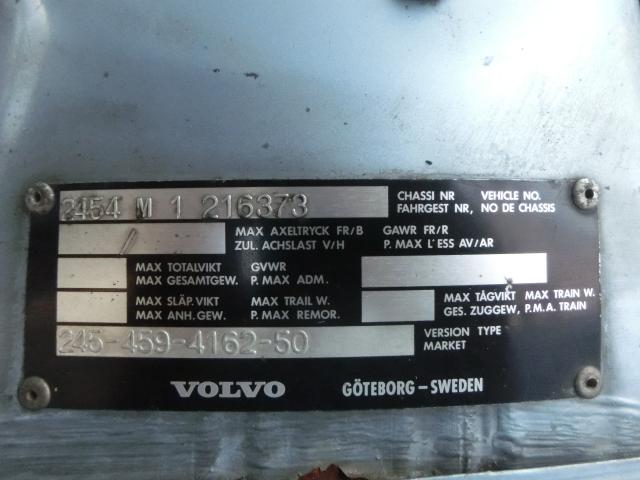 2454 M 1 216373 CHASSI NR VEHICLE NO.
FAHRGEST NR, NO DE CHASSIS
/ MAX AXELTRYCK FR/B GAWR FR/R
ZUL. ACHSLAST V/H P. MAX L'ESS AV/AR
MAX TOTALVIKT GVWR
MAX GESAMTGEW. P. MAX ADM.
MAX SLÄP. VIKT MAX TRAIL W. MAX TÅGVIKT MAX TRAIN W.
MAX ANH. GEW. P. MAX REMOR. GES. ZUGGEW, P.M.A. TRAIN
245-459-4162-50 VERSION TYPE
MARKET
VOLVO GÖTEBORG – SWEDEN